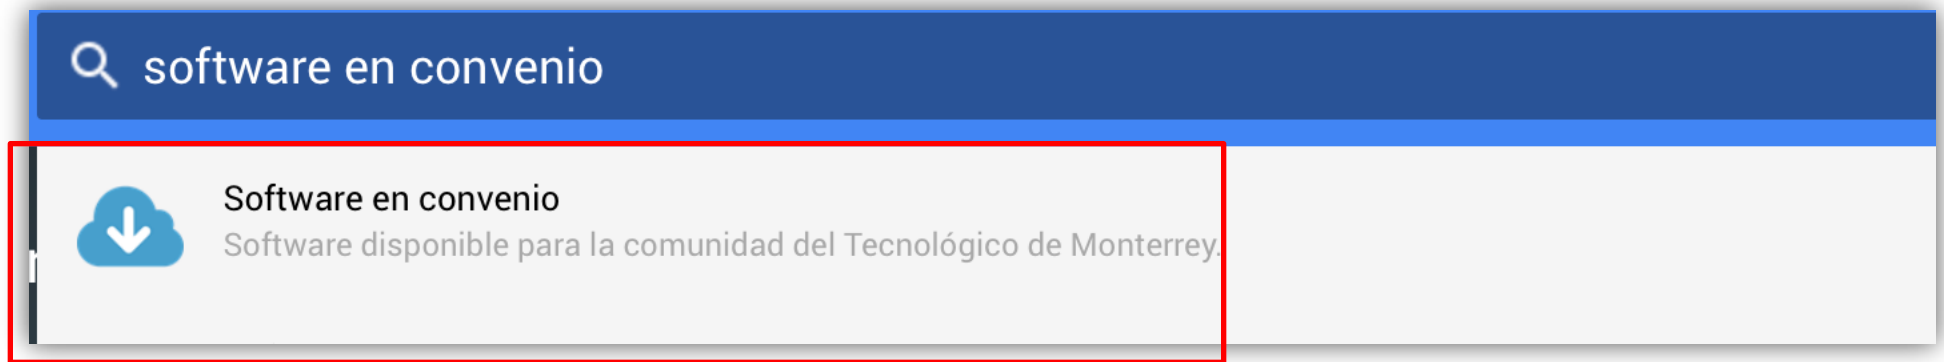 software en convenio
Software en convenio
Software disponible para la comunidad del Tecnológico de Monterrey.